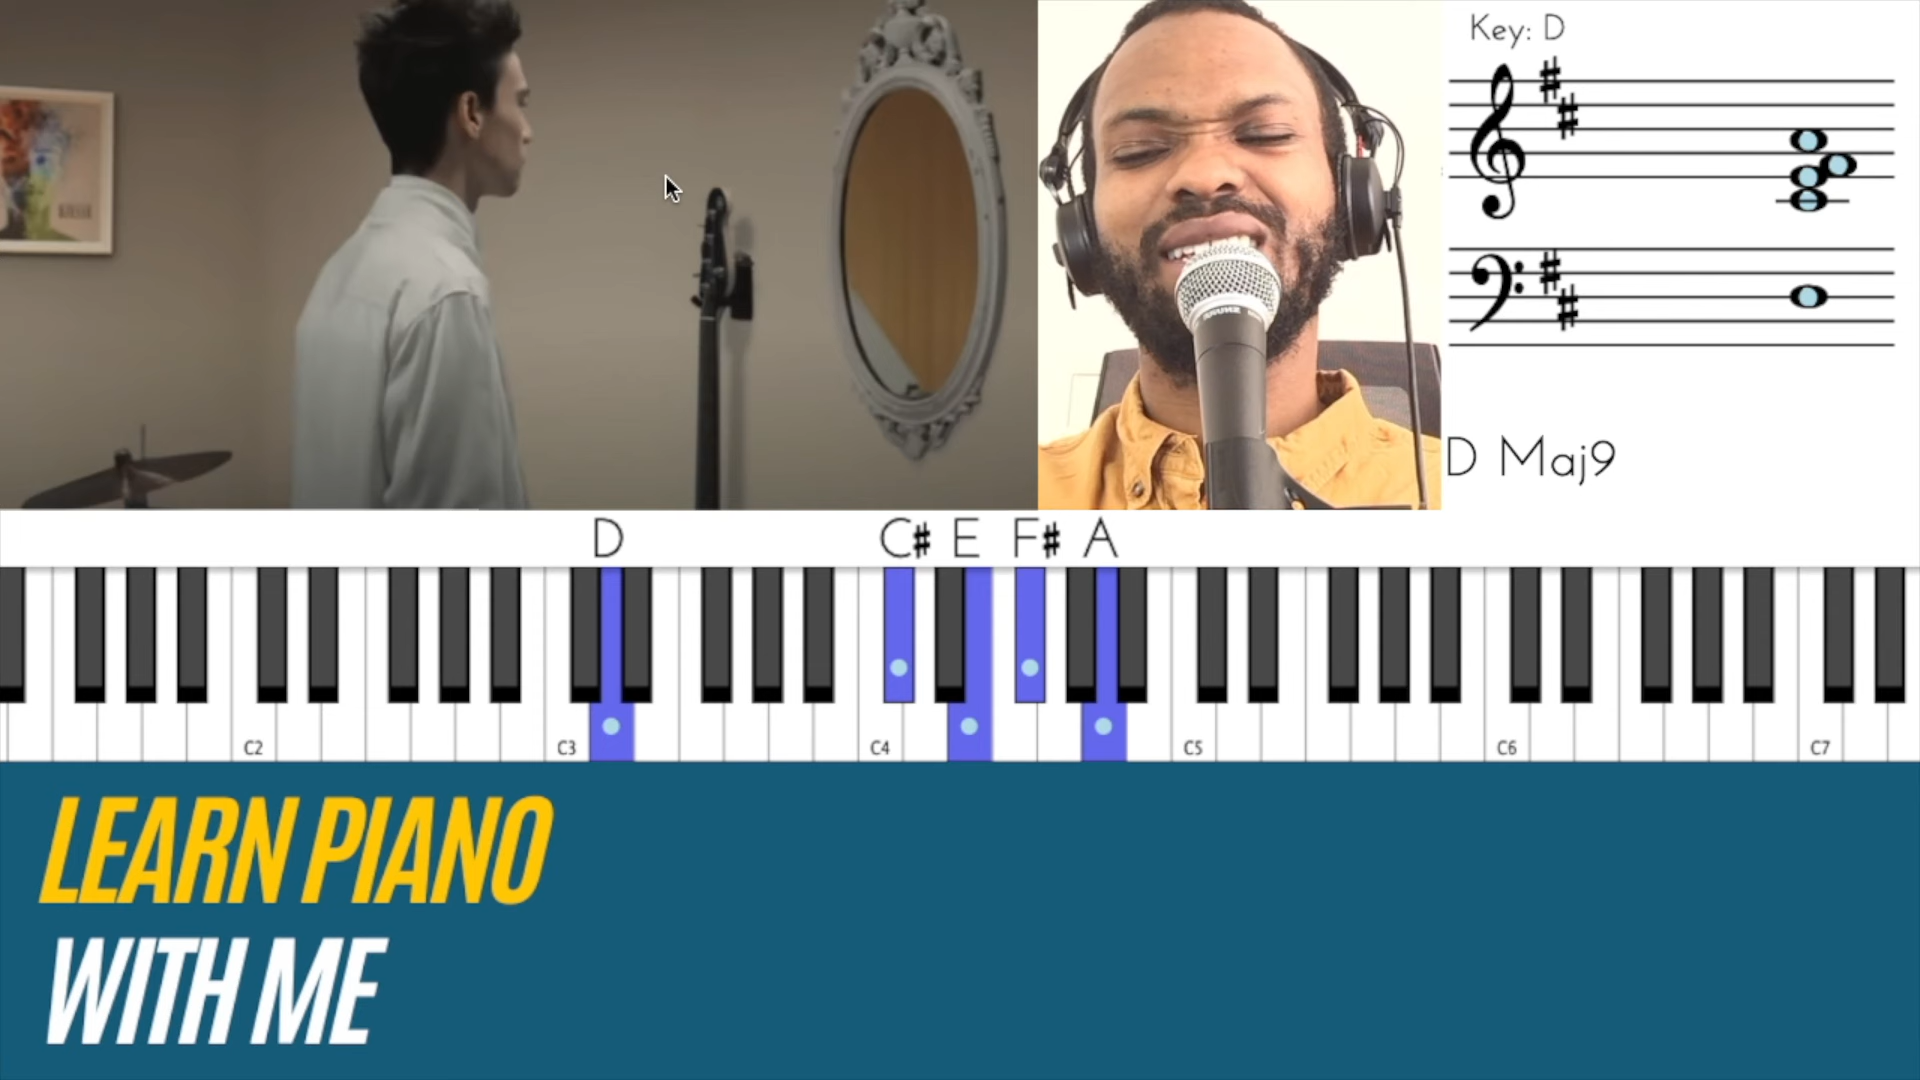 Key: D
D Maj9
D C# E F# A
C2 C3 C4 C5 C6 C7
LEARN PIANO
WITH ME